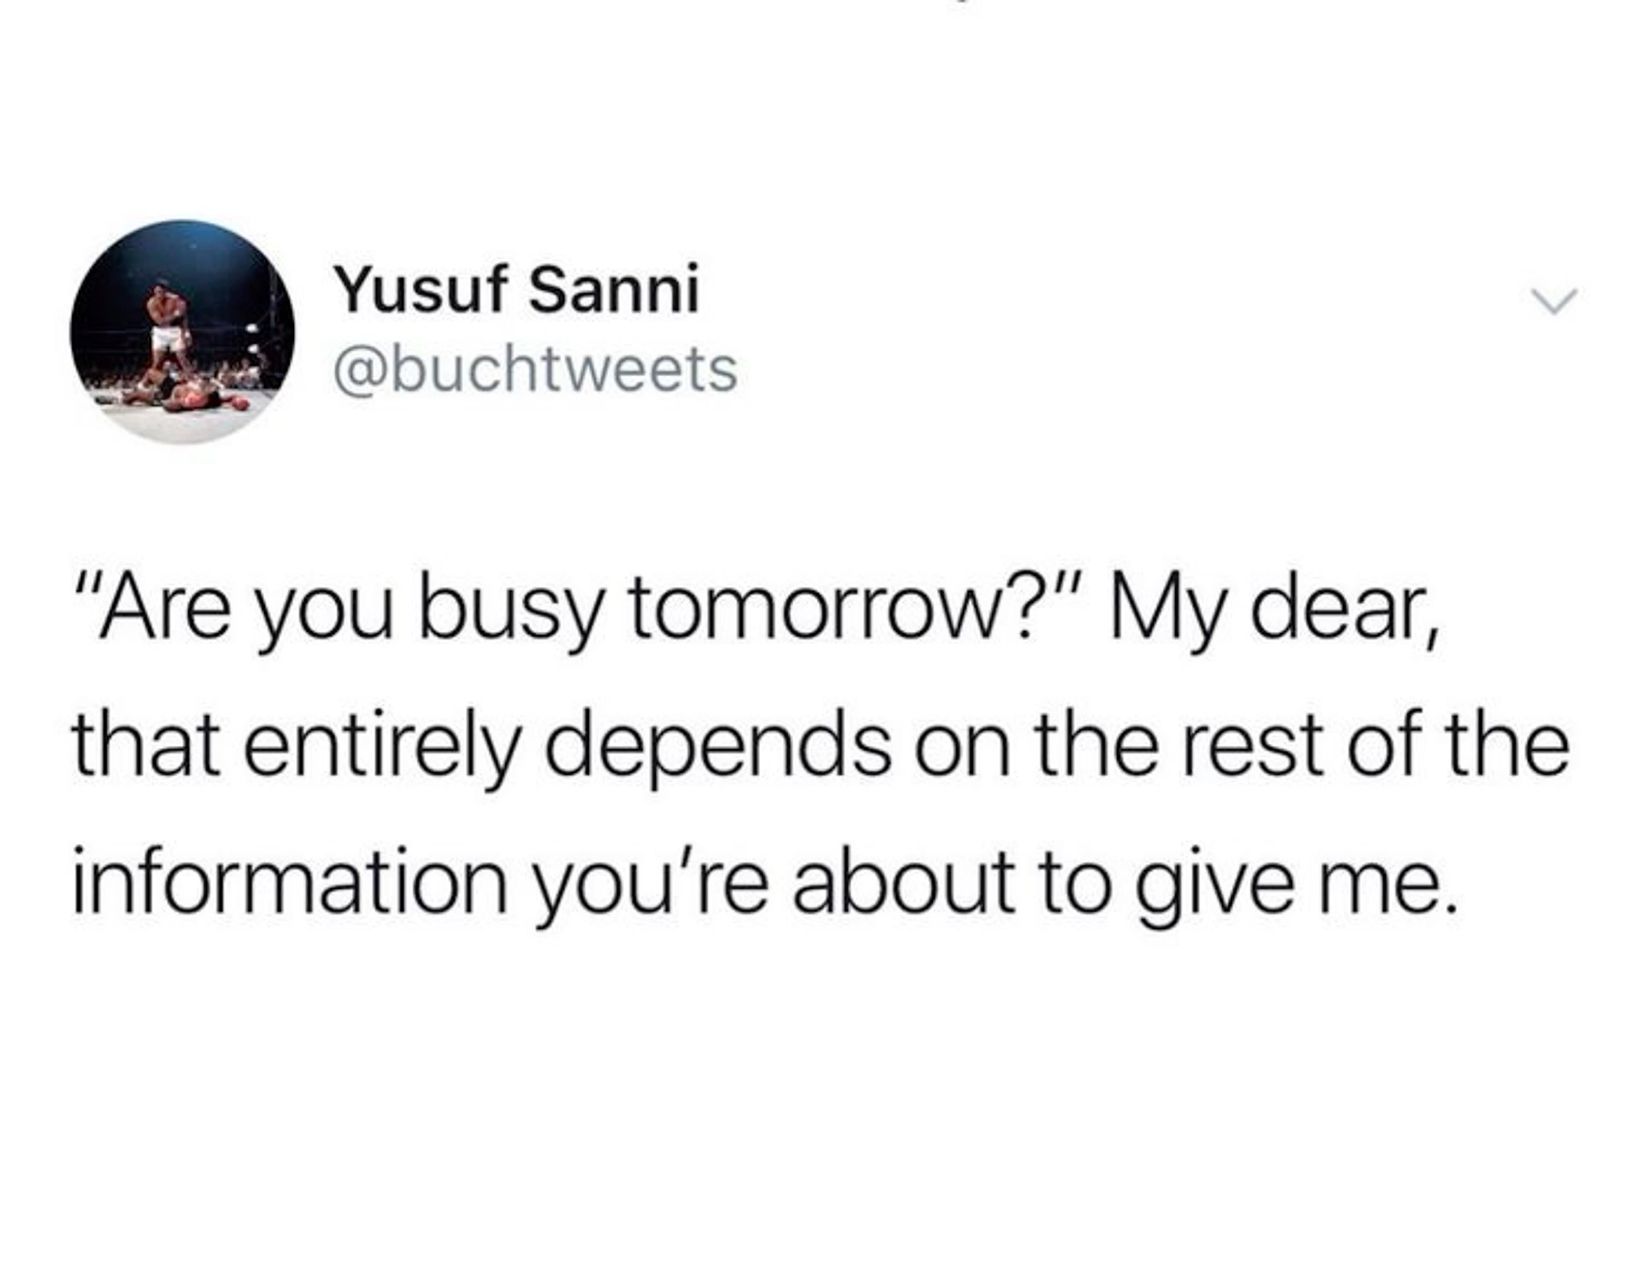 Yusuf Sanni
@buchtweets
“Are you busy tomorrow?” My dear,
that entirely depends on the rest of the
information you’re about to give me.